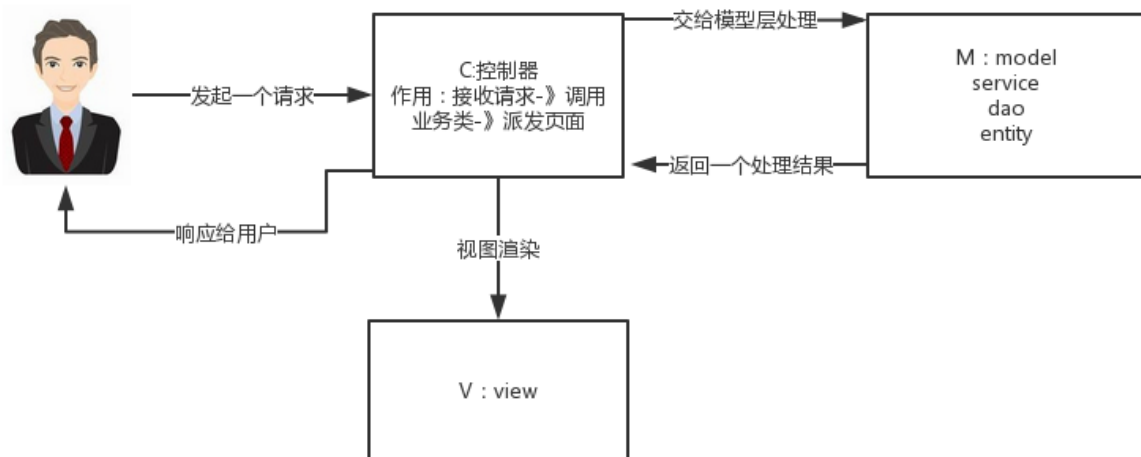 交给模型层处理
C:控制器
作用：接收请求-》调用
业务类-》派发页面
M：model
service
dao
entity
发起一个请求
返回一个处理结果
响应给用户
视图渲染
V：view